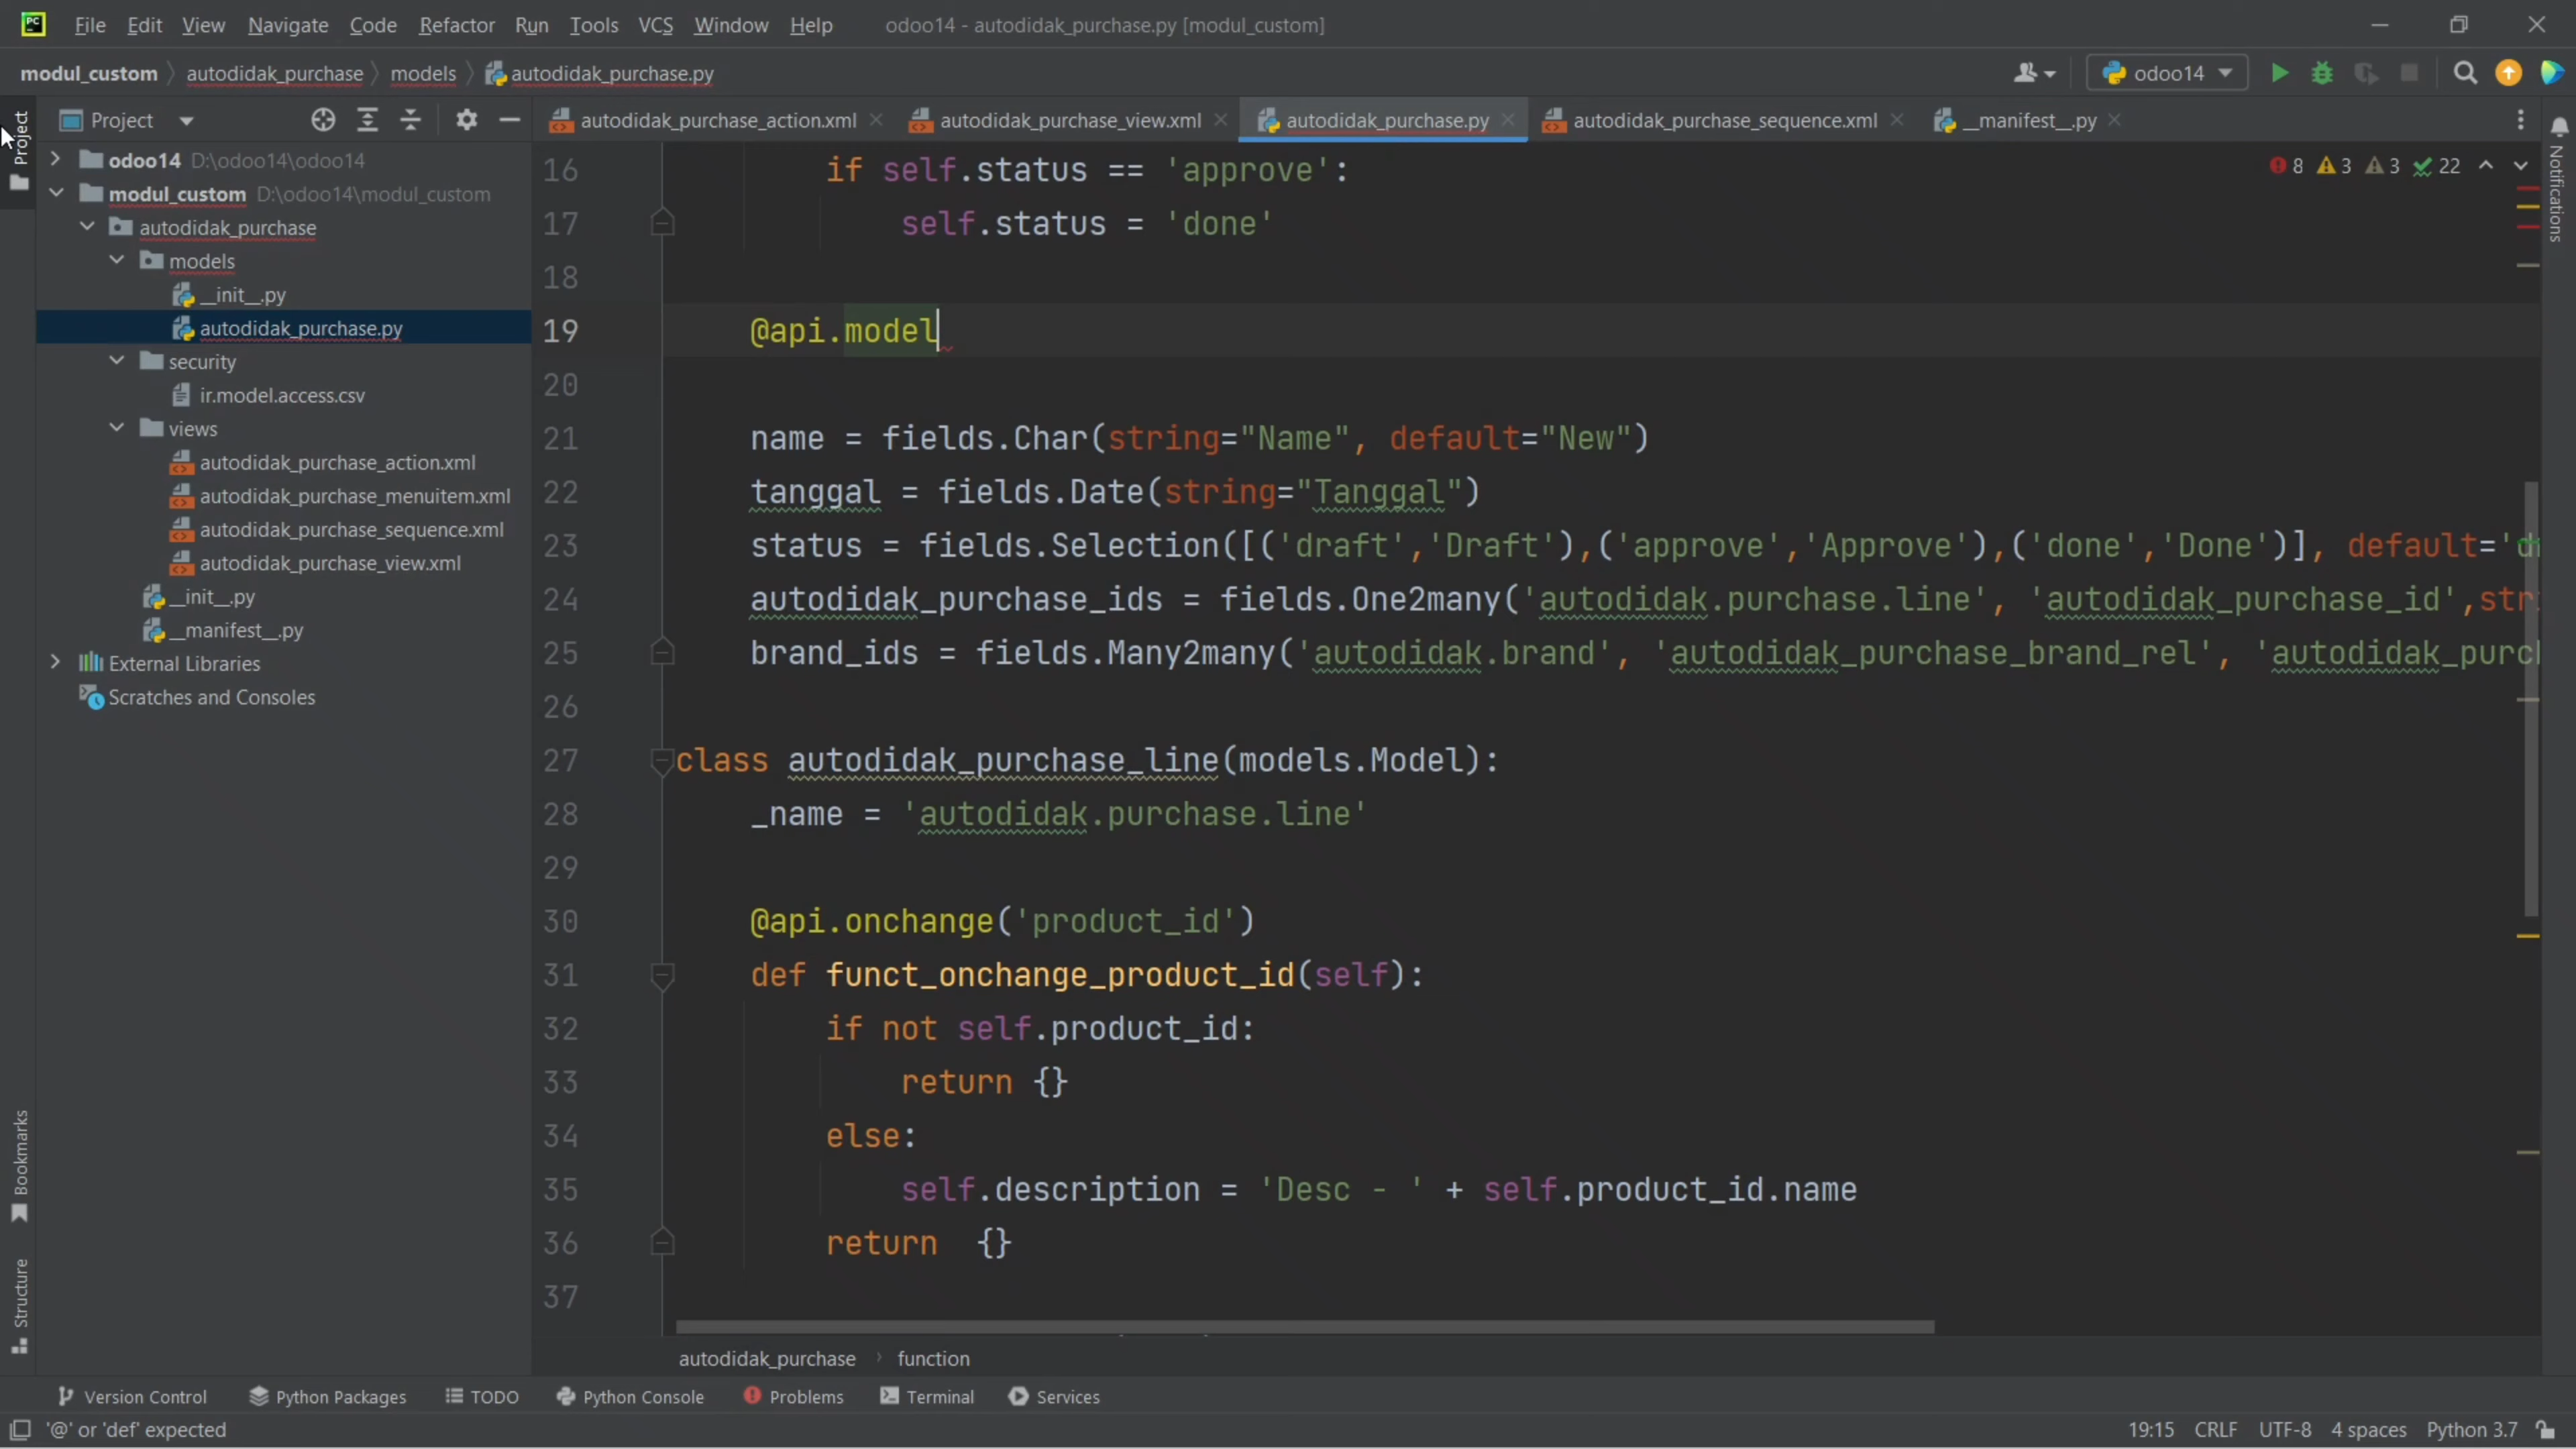 PC File Edit View Navigate Code Refactor Run Tools VCS Window Help odoo14 - autodidak_purchase.py [modul_custom]
modul_custom autodidak_purchase models autodidak_purchase.py odoo14
Project autodidak_purchase_action.xml autodidak_purchase_view.xml autodidak_purchase.py autodidak_purchase_sequence.xml __manifest__.py
Project
Notifications
Bookmarks
Structure
odoo14 D:\odoo14\odoo14
modul_custom D:\odoo14\modul_custom
autodidak_purchase
models
__init__.py
autodidak_purchase.py
security
ir.model.access.csv
views
autodidak_purchase_action.xml
autodidak_purchase_menuitem.xml
autodidak_purchase_sequence.xml
autodidak_purchase_view.xml
__init__.py
__manifest__.py
External Libraries
Scratches and Consoles
8 3 3 22
16 if self.status == 'approve':
17 self.status = 'done'
18
19 @api.model
20
21 name = fields.Char(string="Name", default="New")
22 tanggal = fields.Date(string="Tanggal")
23 status = fields.Selection([('draft','Draft'),('approve','Approve'),('done','Done')], default='d
24 autodidak_purchase_ids = fields.One2many('autodidak.purchase.line', 'autodidak_purchase_id',str
25 brand_ids = fields.Many2many('autodidak.brand', 'autodidak_purchase_brand_rel', 'autodidak_purc
26
27 class autodidak_purchase_line(models.Model):
28 _name = 'autodidak.purchase.line'
29
30 @api.onchange('product_id')
31 def funct_onchange_product_id(self):
32 if not self.product_id:
33 return {}
34 else:
35 self.description = 'Desc - ' + self.product_id.name
36 return {}
37
autodidak_purchase function
Version Control Python Packages TODO Python Console Problems Terminal Services
'@' or 'def' expected 19:15 CRLF UTF-8 4 spaces Python 3.7